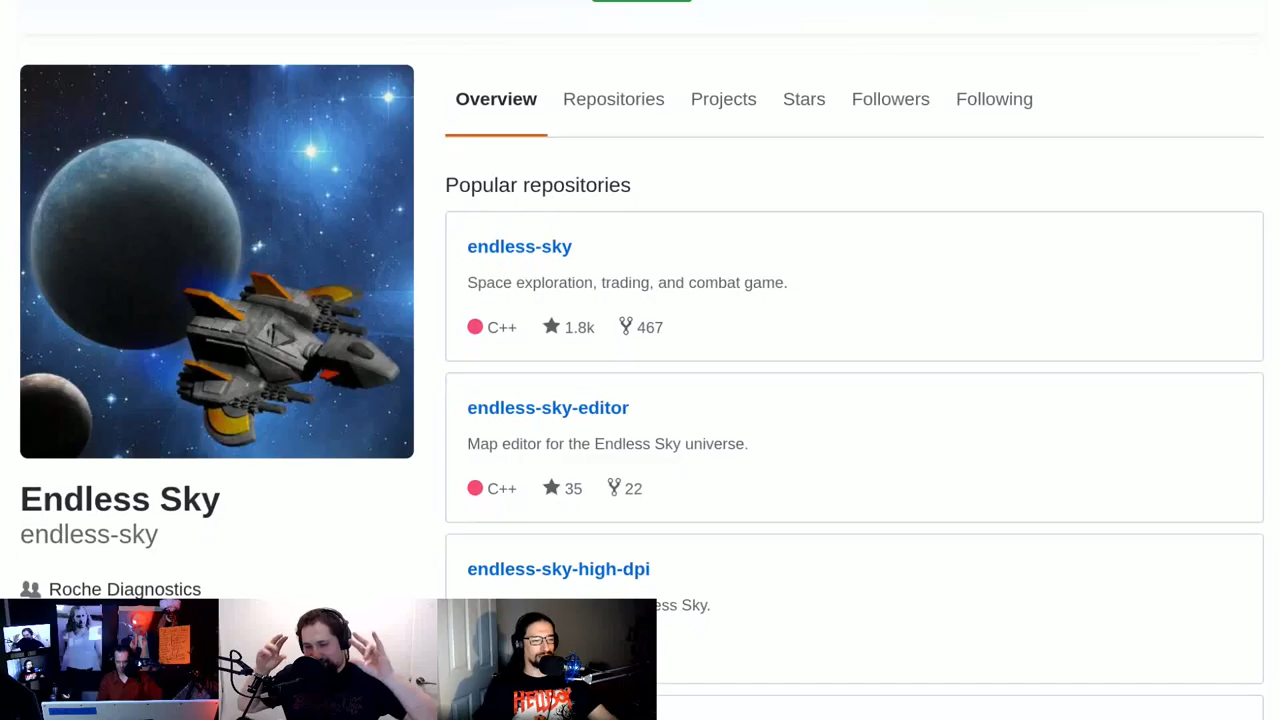 Overview Repositories Projects Stars Followers Following
Popular repositories
endless-sky
Space exploration, trading, and combat game.
C++ 1.8k 467
endless-sky-editor
Map editor for the Endless Sky universe.
C++ 35 22
endless-sky-high-dpi
ess Sky.
Endless Sky
endless-sky
Roche Diagnostics
HELLBOY